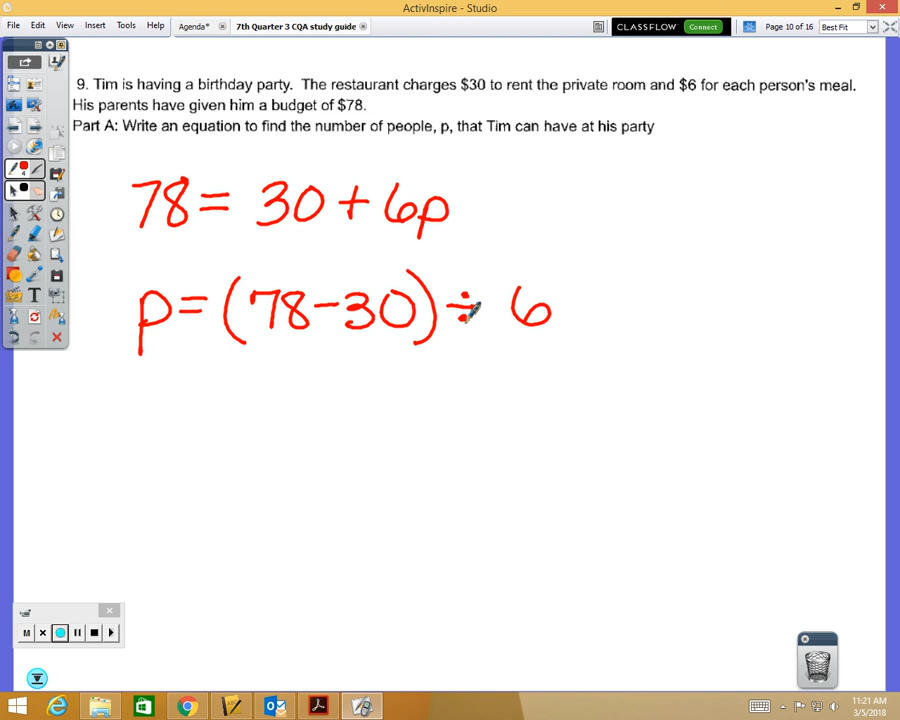 ActivInspire - Studio
File Edit View Insert Tools Help
Agenda* 7th Quarter 3 CQA study guide CLASSFLOW Connect Page 10 of 16 Best Fit
9. Tim is having a birthday party. The restaurant charges $30 to rent the private room and $6 for each person's meal.
His parents have given him a budget of $78.
Part A: Write an equation to find the number of people, p, that Tim can have at his party
4
T
78 = 30 + 6p
p = (78 - 30) ÷ 6
M
11:21 AM
3/5/2018